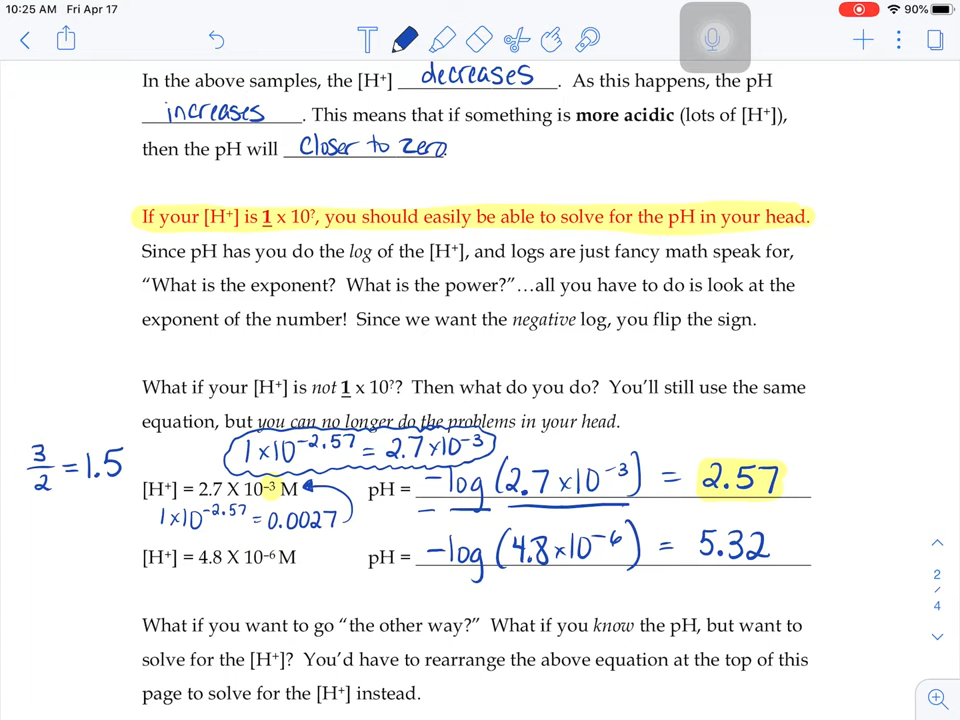 10:25 AM Fri Apr 17 90%
T
In the above samples, the [H⁺] decreases. As this happens, the pH
increases. This means that if something is more acidic (lots of [H⁺]),
then the pH will closer to zero.
If your [H⁺] is 1 x 10?, you should easily be able to solve for the pH in your head.
Since pH has you do the log of the [H⁺], and logs are just fancy math speak for,
“What is the exponent? What is the power?”…all you have to do is look at the
exponent of the number! Since we want the negative log, you flip the sign.
What if your [H⁺] is not 1 x 10?? Then what do you do? You’ll still use the same
equation, but you can no longer do the problems in your head.
1×10⁻²·⁵⁷ = 2.7×10⁻³
3/2 = 1.5
[H⁺] = 2.7 X 10⁻³ M pH = -log(2.7×10⁻³) = 2.57
1×10⁻²·⁵⁷ = 0.0027
[H⁺] = 4.8 X 10⁻⁶ M pH = -log(4.8×10⁻⁶) = 5.32
2/4
What if you want to go “the other way?” What if you know the pH, but want to
solve for the [H⁺]? You’d have to rearrange the above equation at the top of this
page to solve for the [H⁺] instead.